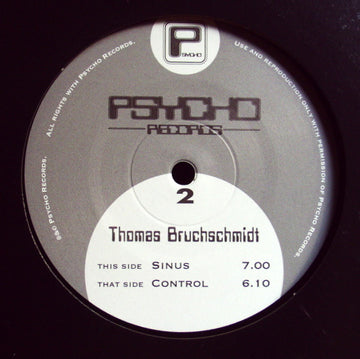 P
PSYCHO
ALL RIGHTS WITH PSYCHO RECORDS.
USE AND REPRODUCTION ONLY WITH PERMISSION OF PSYCHO RECORDS.
PSYCHO
RECORDS
S&D PSYCHO RECORDS.
2
Thomas Bruchschmidt
THIS SIDE SINUS 7.00
THAT SIDE CONTROL 6.10